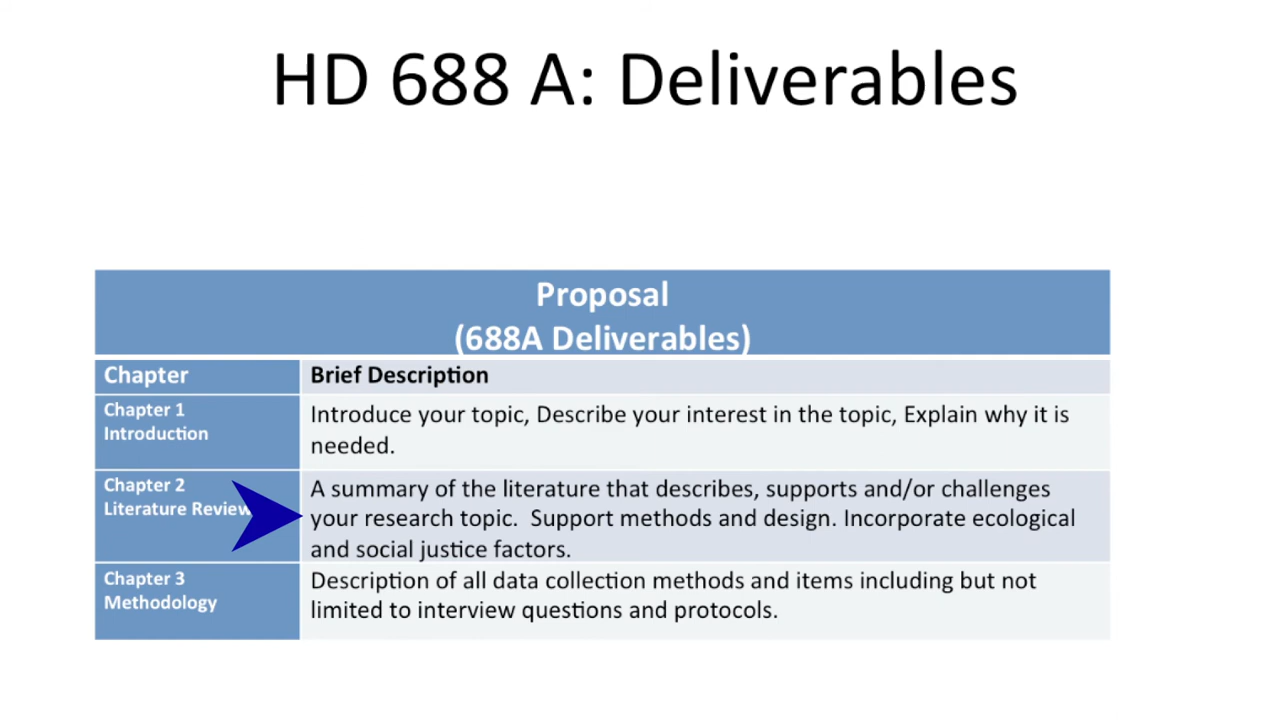 HD 688 A: Deliverables
Proposal
(688A Deliverables)
Chapter
Brief Description
Chapter 1
Introduction
Introduce your topic, Describe your interest in the topic, Explain why it is
needed.
Chapter 2
Literature Review
A summary of the literature that describes, supports and/or challenges
your research topic.  Support methods and design. Incorporate ecological
and social justice factors.
Chapter 3
Methodology
Description of all data collection methods and items including but not
limited to interview questions and protocols.